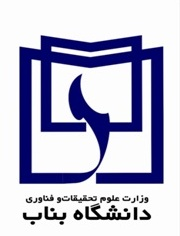 وزارت علوم تحقیقات و فناوری
دانشگاه بناب